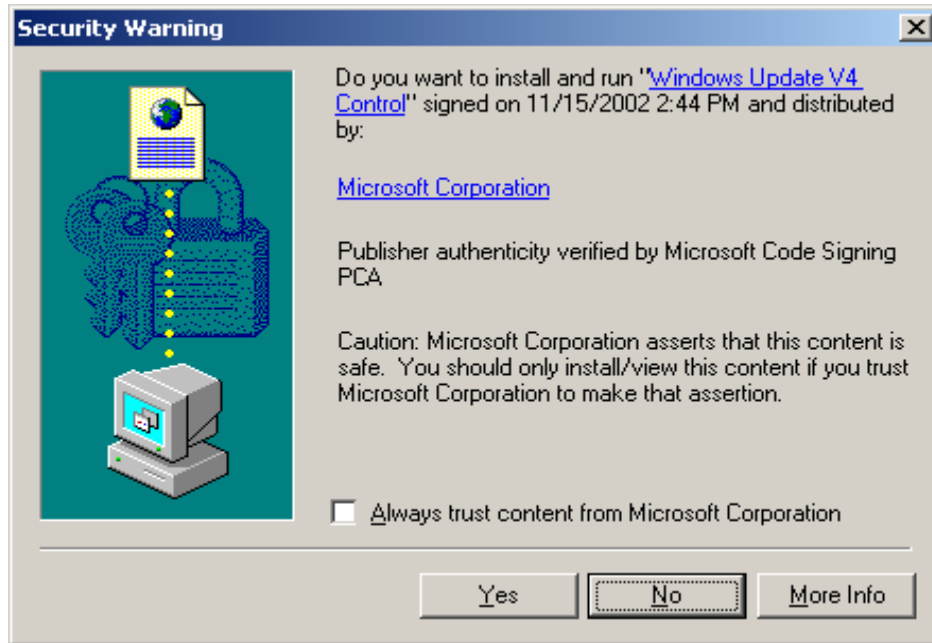 Security Warning
Do you want to install and run "Windows Update V4
Control" signed on 11/15/2002 2:44 PM and distributed
by:
Microsoft Corporation
Publisher authenticity verified by Microsoft Code Signing
PCA
Caution: Microsoft Corporation asserts that this content is
safe.  You should only install/view this content if you trust
Microsoft Corporation to make that assertion.
Always trust content from Microsoft Corporation
Yes
No
More Info